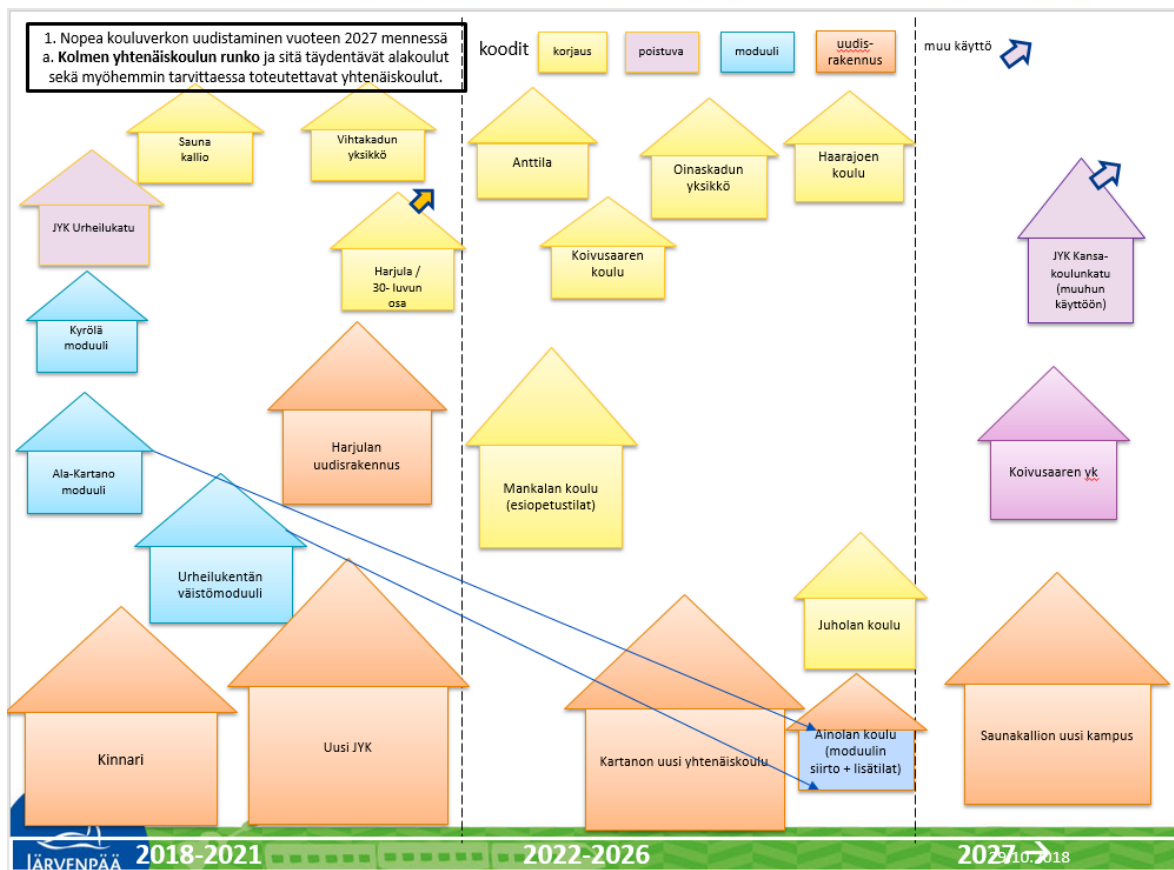 1. Nopea kouluverkon uudistaminen vuoteen 2027 mennessä
a. Kolmen yhtenäiskoulun runko ja sitä täydentävät alakoulut
sekä myöhemmin tarvittaessa toteutettavat yhtenäiskoulut.
koodit
korjaus
poistuva
moduuli
uudis-
rakennus
muu käyttö
Sauna
kallio
Vihtakadun
yksikkö
Anttila
Oinaskadun
yksikkö
Haarajoen
koulu
JYK Urheilukatu
Harjula /
30- luvun
osa
Koivusaaren
koulu
JYK Kansa-
koulunkatu
(muuhun
käyttöön)
Kyrölä
moduuli
Ala-Kartano
moduuli
Harjulan
uudisrakennus
Mankalan koulu
(esiopetustilat)
Koivusaaren yk
Urheilukentän
väistömoduuli
Juholan koulu
Kinnari
Uusi JYK
Kartanon uusi yhtenäiskoulu
Ainolan koulu
(moduulin
siirto + lisätilat)
Saunakallion uusi kampus
JÄRVENPÄÄ
2018-2021
2022-2026
2027 →
29.10.2018